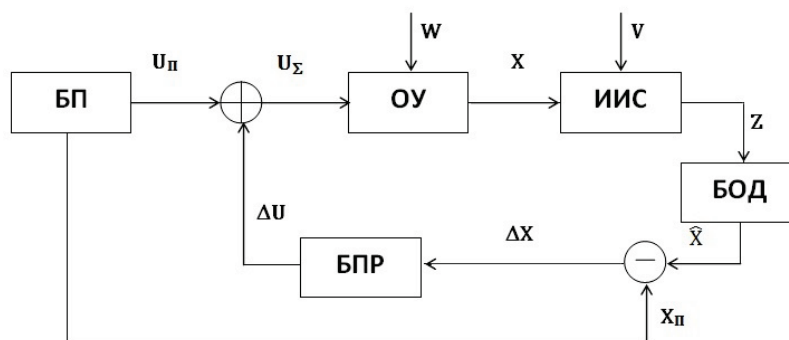 W V
U_П U_Σ X
БП ОУ ИИС
Z
БОД
ΔU ΔX X̂
БПР −
X_П